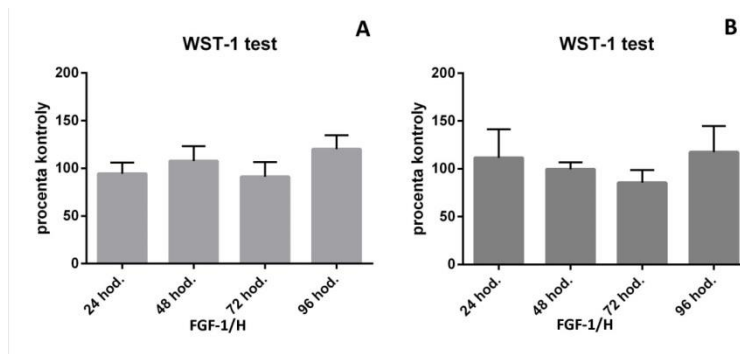 A
WST-1 test
procenta kontroly
200
150
100
50
0
24 hod.
48 hod.
72 hod.
96 hod.
FGF-1/H
B
WST-1 test
procenta kontroly
200
150
100
50
0
24 hod.
48 hod.
72 hod.
96 hod.
FGF-1/H